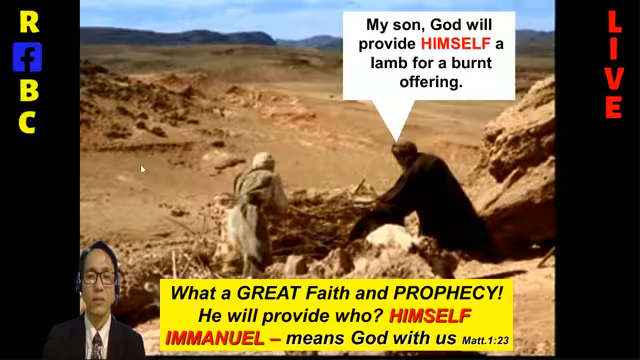 R
f
B
C
LIVE
My son, God will
provide HIMSELF a
lamb for a burnt
offering.
What a GREAT Faith and PROPHECY!
He will provide who? HIMSELF
IMMANUEL – means God with us Matt.1:23